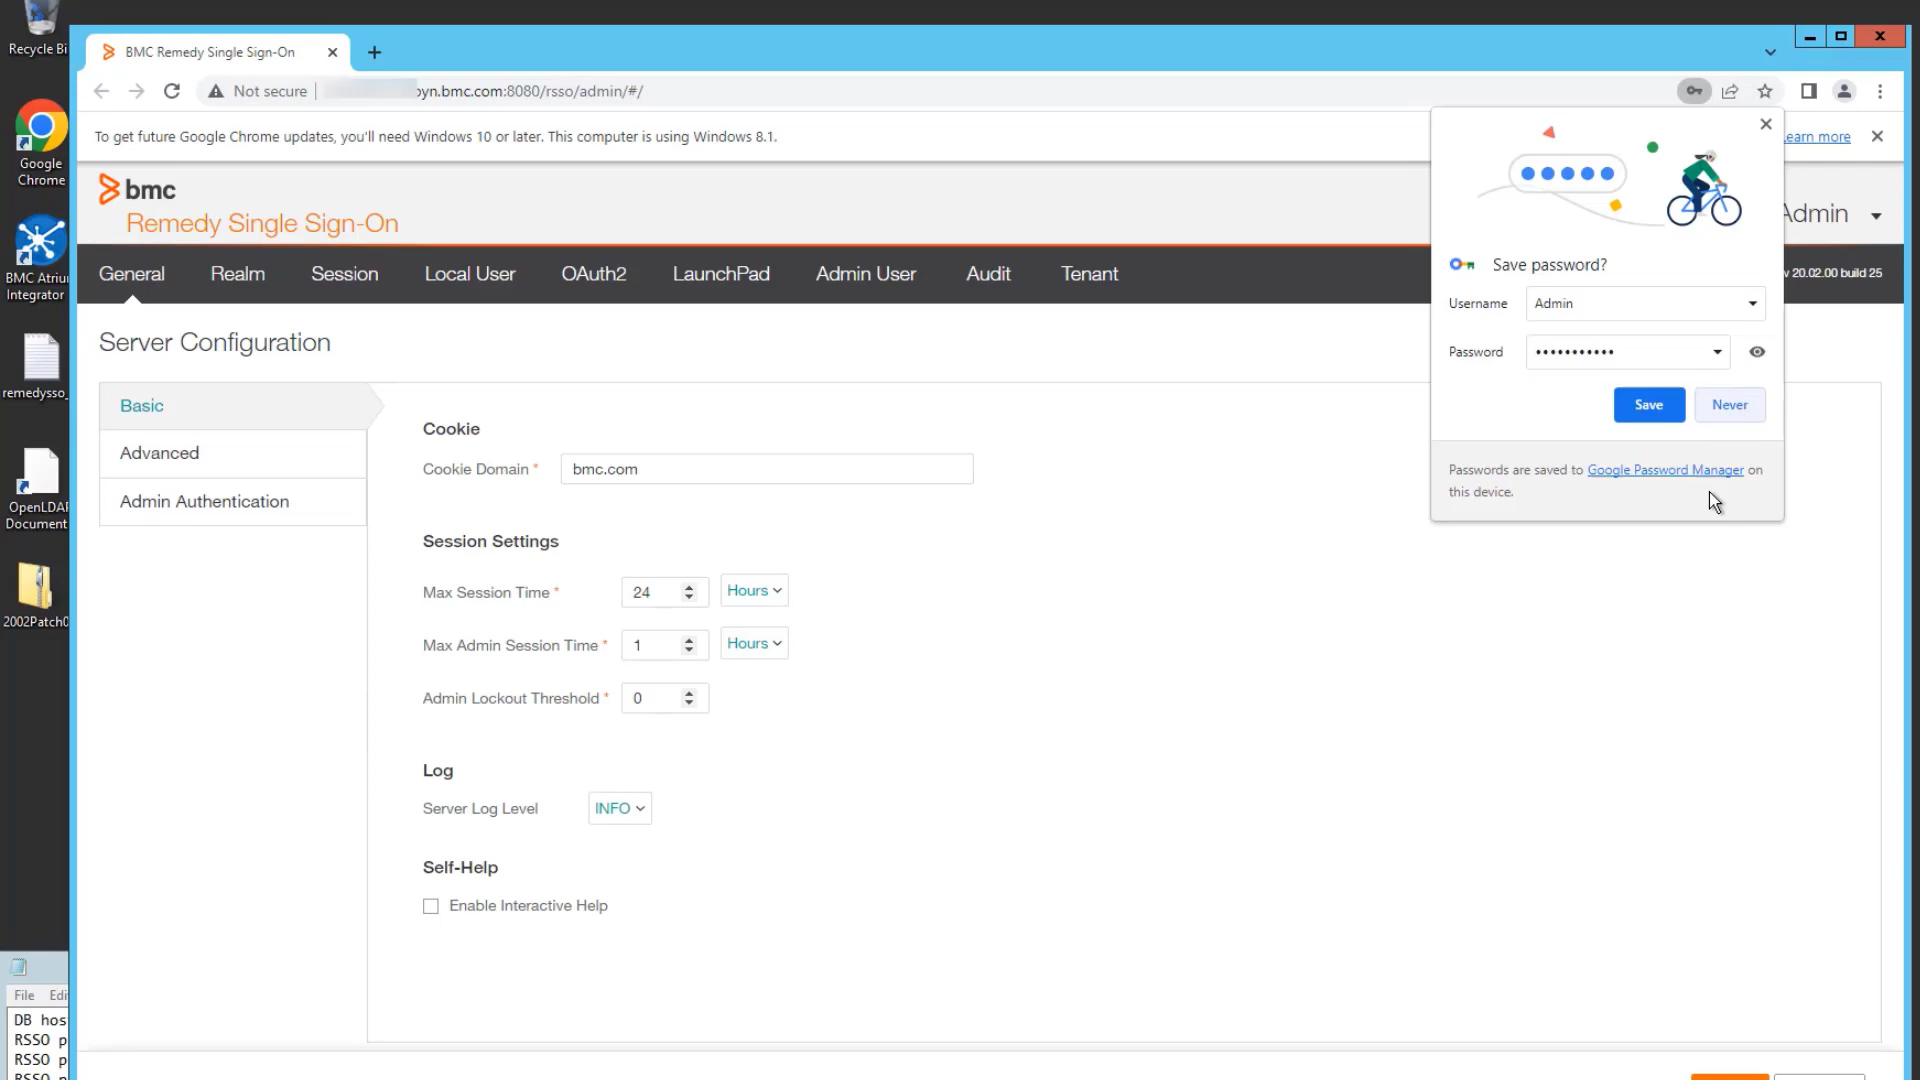 Recycle Bi
Google
Chrome
BMC Atriu
Integrator
remedysso_
OpenLDAP
Document
2002Patch0
File Edi
DB hos
RSSO p
RSSO p
RSSO p
BMC Remedy Single Sign-On
Not secure
byn.bmc.com:8080/rsso/admin/#/
To get future Google Chrome updates, you'll need Windows 10 or later. This computer is using Windows 8.1.
earn more
bmc
Remedy Single Sign-On
Admin
General Realm Session Local User OAuth2 LaunchPad Admin User Audit Tenant
v 20.02.00 build 25
Server Configuration
Basic
Advanced
Admin Authentication
Cookie
Cookie Domain * bmc.com
Session Settings
Max Session Time * 24 Hours
Max Admin Session Time * 1 Hours
Admin Lockout Threshold * 0
Log
Server Log Level INFO
Self-Help
Enable Interactive Help
Save password?
Username Admin
Password •••••••••••
Save Never
Passwords are saved to Google Password Manager on
this device.